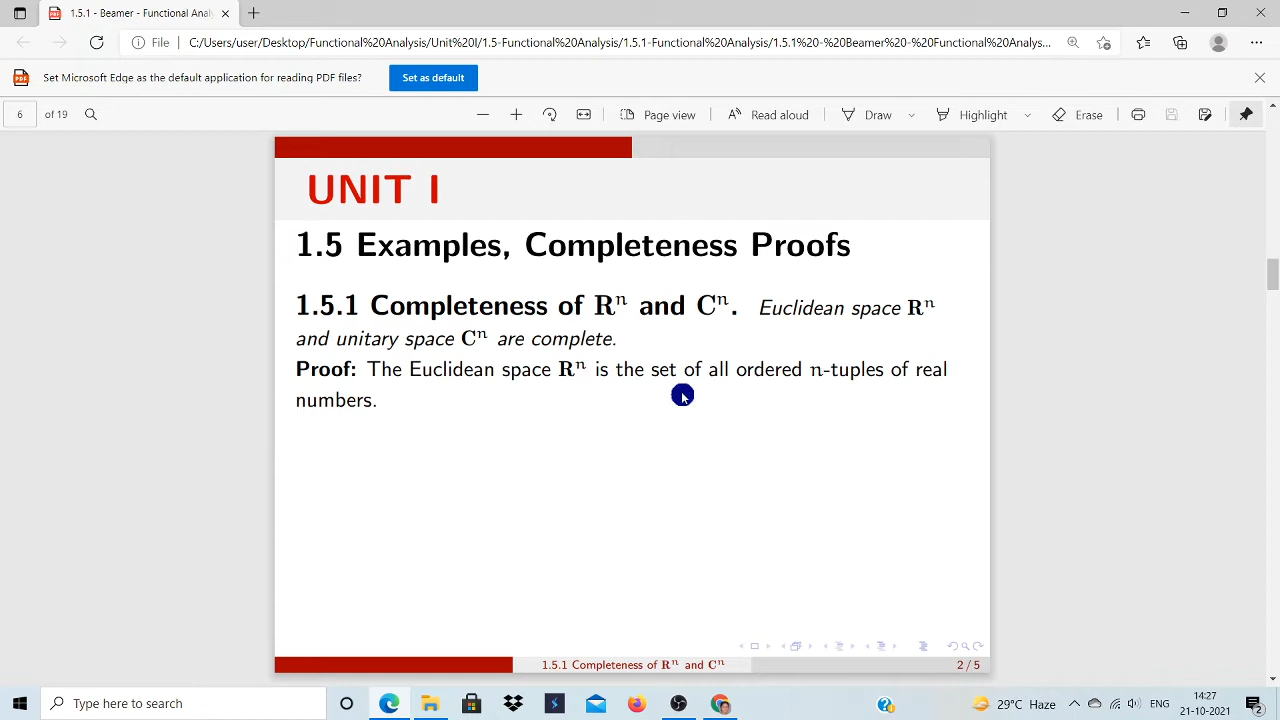 1.5.1 - Beamer - Functional Anal
File C:/Users/user/Desktop/Functional%20Analysis/Unit%20I/1.5-Functional%20Analysis/1.5.1%20-%20Beamer%20-%20Functional%20Analys...
Set Microsoft Edge as the default application for reading PDF files? Set as default
6 of 19 Page view Read aloud Draw Highlight Erase
UNIT I
1.5 Examples, Completeness Proofs
1.5.1 Completeness of Rⁿ and Cⁿ. Euclidean space Rⁿ
and unitary space Cⁿ are complete.
Proof: The Euclidean space Rⁿ is the set of all ordered n-tuples of real
numbers.
1.5.1 Completeness of Rⁿ and Cⁿ 2 / 5
Type here to search 29°C Haze ENG 14:27
21-10-2021